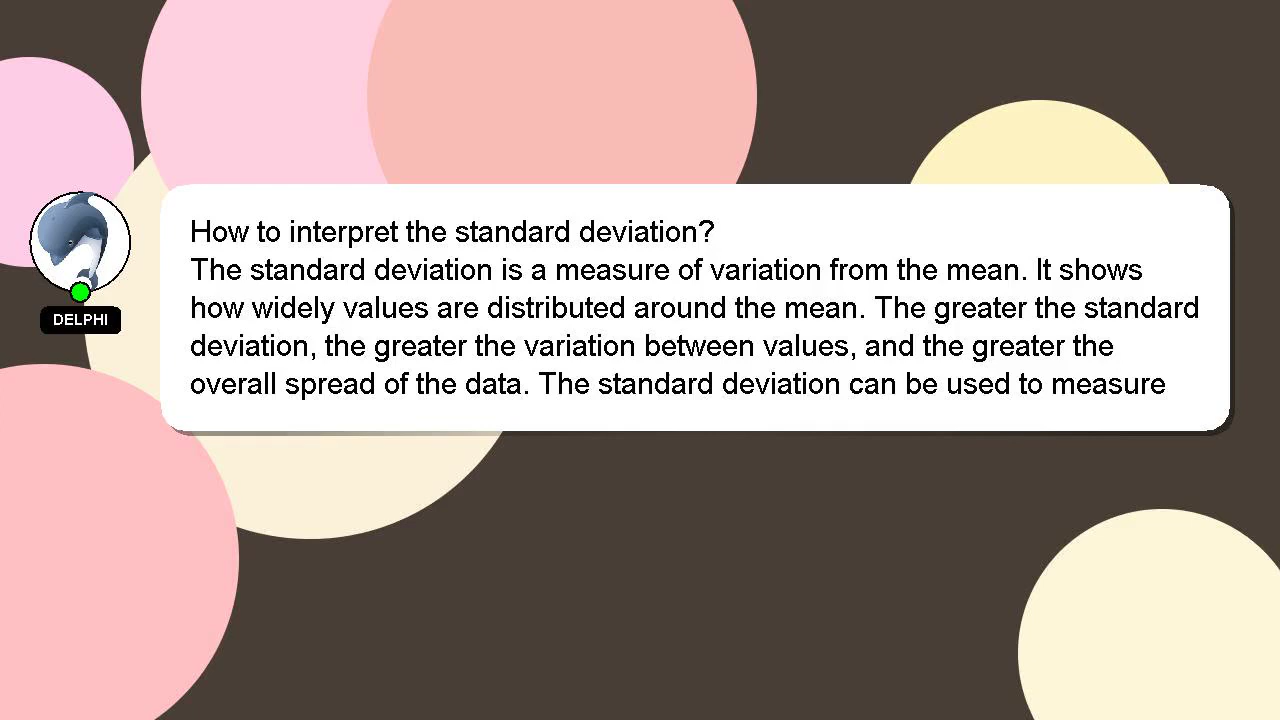 How to interpret the standard deviation?
The standard deviation is a measure of variation from the mean. It shows
how widely values are distributed around the mean. The greater the standard
deviation, the greater the variation between values, and the greater the
overall spread of the data. The standard deviation can be used to measure
DELPHI